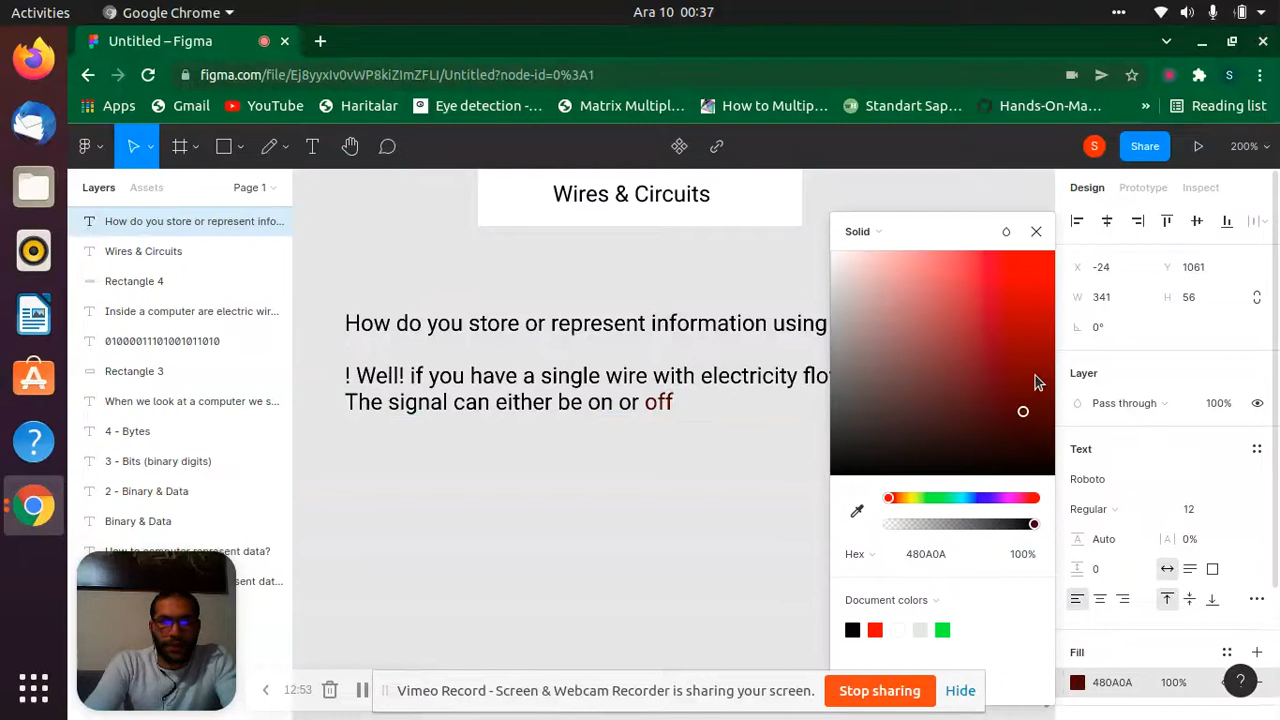 Activities
Google Chrome
Ara 10 00:37
Untitled – Figma
figma.com/file/Ej8yyxIv0vWP8kiZImZFLI/Untitled?node-id=0%3A1
S
Apps
Gmail
YouTube
Haritalar
Eye detection -...
Matrix Multipl...
How to Multip...
Standart Sap...
Hands-On-Ma...
»
Reading list
S
Share
200%
Layers
Assets
Page 1
Design
Prototype
Inspect
How do you store or represent info...
Wires & Circuits
Rectangle 4
Inside a computer are electric wir...
01000011101001011010
Rectangle 3
When we look at a computer we s...
4 - Bytes
3 - Bits (binary digits)
2 - Binary & Data
Binary & Data
How to computer represent data?
sent dat...
Wires & Circuits
How do you store or represent information using
! Well! if you have a single wire with electricity flo
The signal can either be on or off
Solid
Hex
480A0A
100%
Document colors
X
-24
Y
1061
W
341
H
56
0°
Layer
Pass through
100%
Text
Roboto
Regular
12
Auto
0%
0
Fill
480A0A
100%
?
12:53
Vimeo Record - Screen & Webcam Recorder is sharing your screen.
Stop sharing
Hide